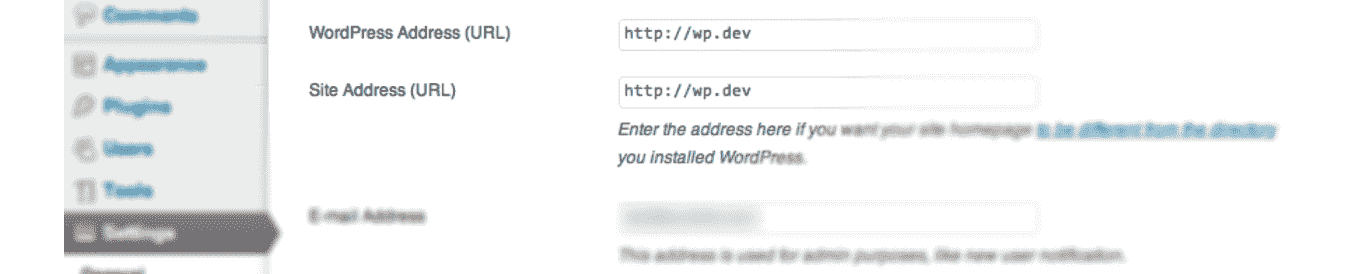 Comments
WordPress Address (URL)
http://wp.dev
Appearance
Site Address (URL)
http://wp.dev
Plugins
Enter the address here if you want your site homepage to be different from the directory
Users
you installed WordPress.
Tools
E-mail Address
Settings
This address is used for admin purposes, like new user notification.
General